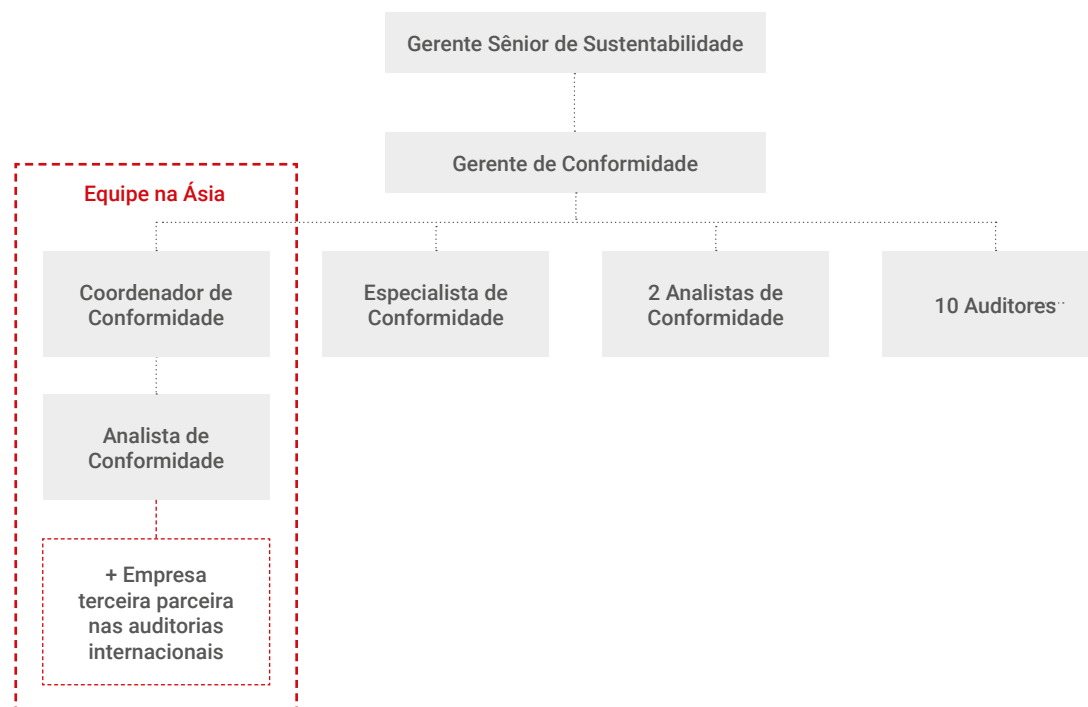 Gerente Sênior de Sustentabilidade
Gerente de Conformidade
Equipe na Ásia
Coordenador de
Conformidade
Especialista de
Conformidade
2 Analistas de
Conformidade
10 Auditores
Analista de
Conformidade
+ Empresa
terceira parceira
nas auditorias
internacionais